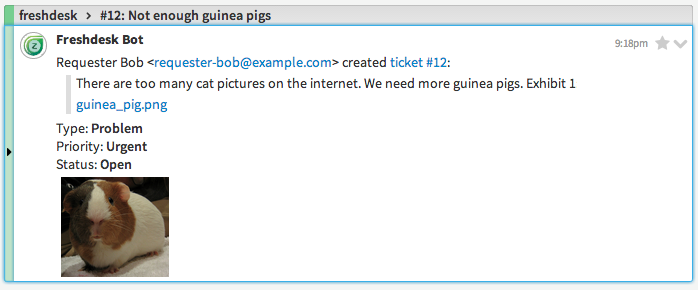 freshdesk > #12: Not enough guinea pigs
Freshdesk Bot 9:18pm
Requester Bob <requester-bob@example.com> created ticket #12:
There are too many cat pictures on the internet. We need more guinea pigs. Exhibit 1
guinea_pig.png
Type: Problem
Priority: Urgent
Status: Open